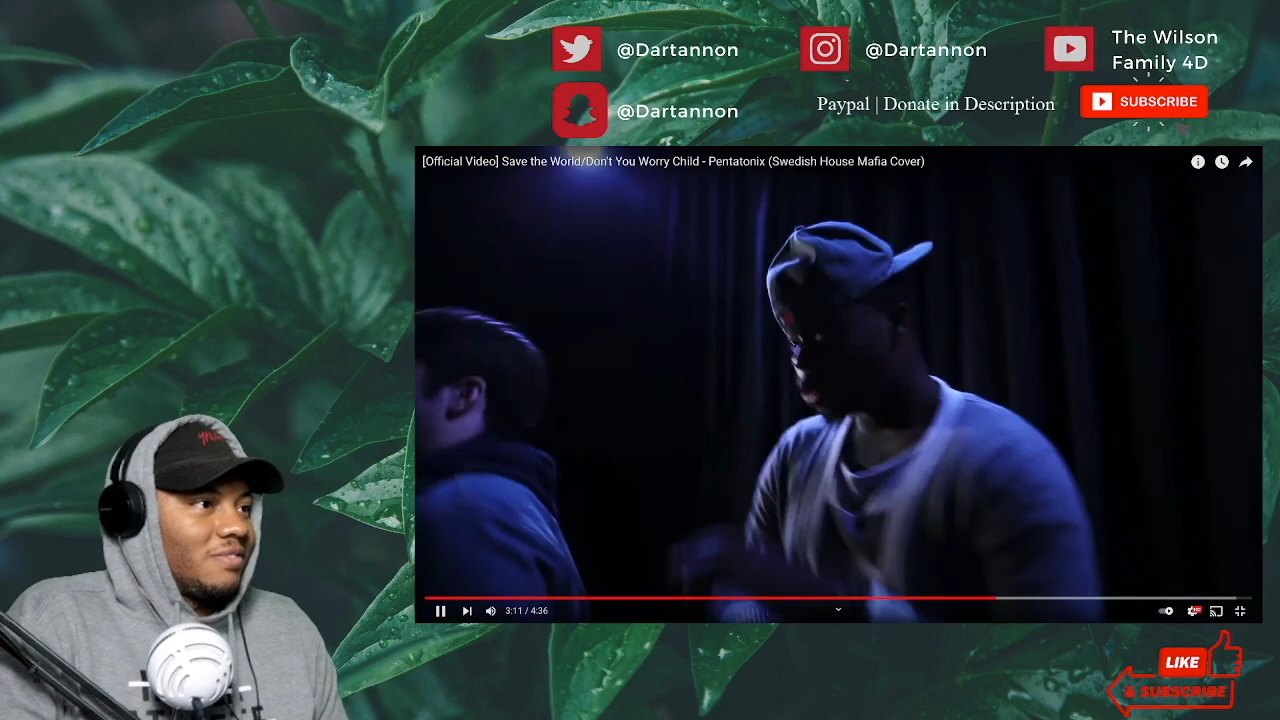 @Dartannon
@Dartannon
The Wilson
Family 4D
@Dartannon
Paypal | Donate in Description
SUBSCRIBE
[Official Video] Save the World/Don't You Worry Child - Pentatonix (Swedish House Mafia Cover)
3:11 / 4:36
LIKE
& SUBSCRIBE